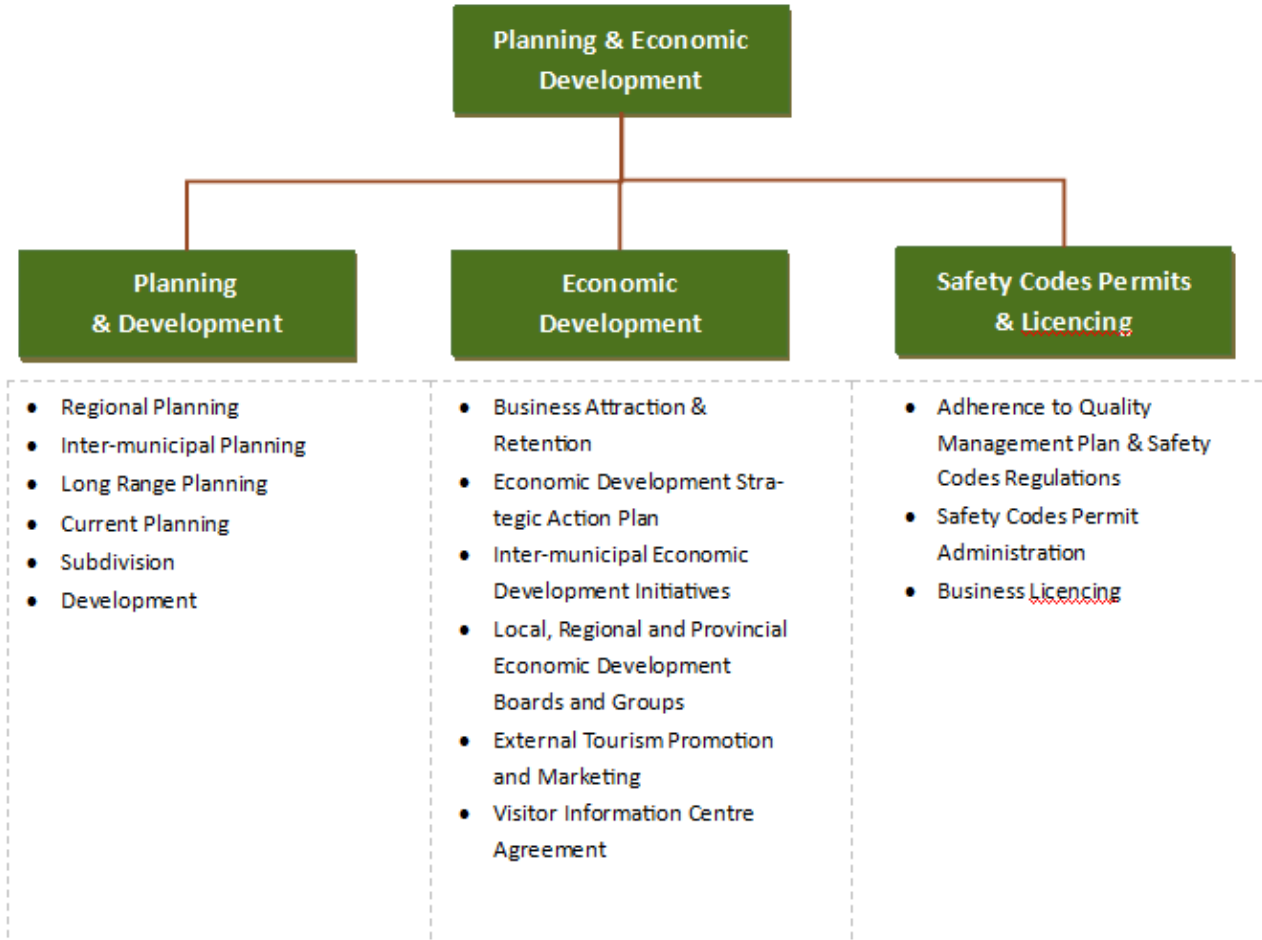 Planning & Economic
Development
Planning
& Development
Economic
Development
Safety Codes Permits
& Licencing
● Regional Planning
● Inter-municipal Planning
● Long Range Planning
● Current Planning
● Subdivision
● Development
● Business Attraction &
Retention
● Economic Development Stra-
tegic Action Plan
● Inter-municipal Economic
Development Initiatives
● Local, Regional and Provincial
Economic Development
Boards and Groups
● External Tourism Promotion
and Marketing
● Visitor Information Centre
Agreement
● Adherence to Quality
Management Plan & Safety
Codes Regulations
● Safety Codes Permit
Administration
● Business Licencing